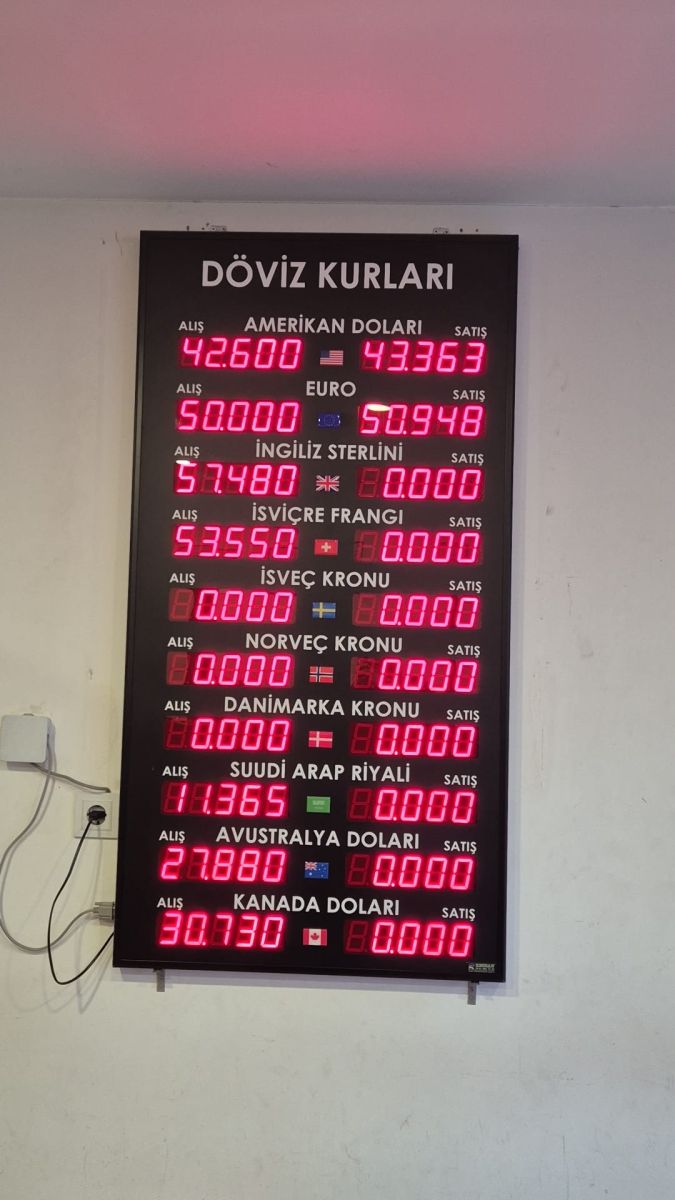 DÖVİZ KURLARI
ALIŞ AMERİKAN DOLARI SATIŞ
42.600 43.363
ALIŞ EURO SATIŞ
50.000 50.948
ALIŞ İNGİLİZ STERLİNİ SATIŞ
57.480 0.000
ALIŞ İSVİÇRE FRANGI SATIŞ
53.550 0.000
ALIŞ İSVEÇ KRONU SATIŞ
0.000 0.000
ALIŞ NORVEÇ KRONU SATIŞ
0.000 0.000
ALIŞ DANİMARKA KRONU SATIŞ
0.000 0.000
ALIŞ SUUDİ ARAP RİYALİ SATIŞ
11.365 0.000
ALIŞ AVUSTRALYA DOLARI SATIŞ
27.880 0.000
ALIŞ KANADA DOLARI SATIŞ
30.730 0.000